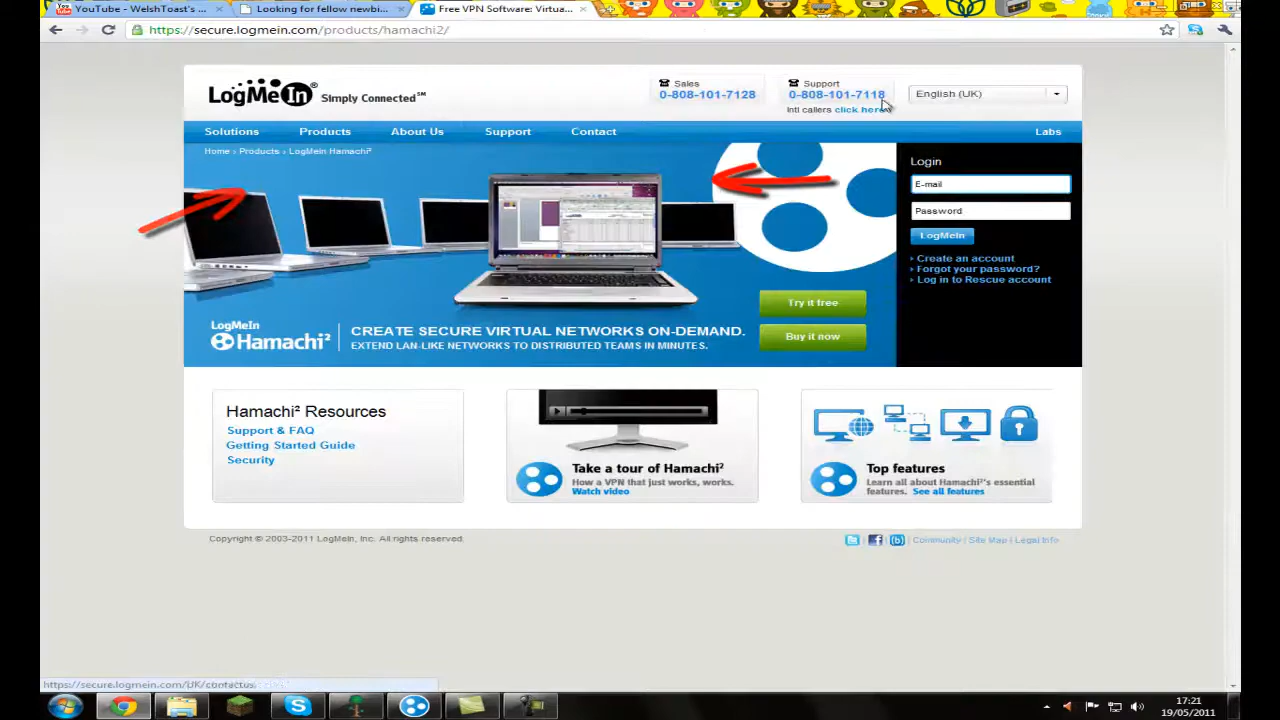 YouTube - WelshToast's ...
Looking for fellow newbi...
Free VPN Software: Virtua...
https://secure.logmein.com/products/hamachi2/
LogMeIn® Simply Connected℠
Sales
0-808-101-7128
Support
0-808-101-7118
Intl callers click here
English (UK)
Solutions Products About Us Support Contact Labs
Home › Products › LogMeIn Hamachi²
Login
E-mail
Password
LogMeIn
Create an account
Forgot your password?
Log in to Rescue account
Try it free
Buy it now
LogMeIn
Hamachi²
CREATE SECURE VIRTUAL NETWORKS ON-DEMAND.
EXTEND LAN-LIKE NETWORKS TO DISTRIBUTED TEAMS IN MINUTES.
Hamachi² Resources
Support & FAQ
Getting Started Guide
Security
Take a tour of Hamachi²
How a VPN that just works, works.
Watch video
Top features
Learn all about Hamachi²'s essential
features. See all features
Copyright © 2003-2011 LogMeIn, Inc. All rights reserved.
Community | Site Map | Legal Info
https://secure.logmein.com/UK/contactus
17:21
19/05/2011